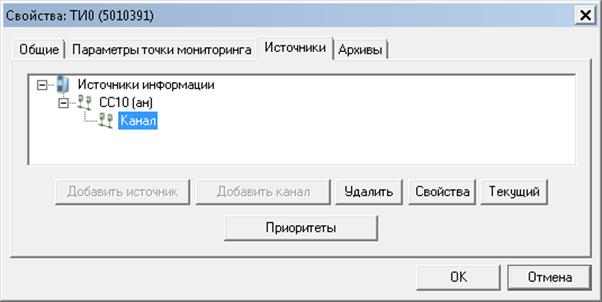 Свойства: ТИ0 (5010391)
Общие Параметры точки мониторинга Источники Архивы
Источники информации
СС10 (ан)
Канал
Добавить источник Добавить канал Удалить Свойства Текущий
Приоритеты
ОК Отмена